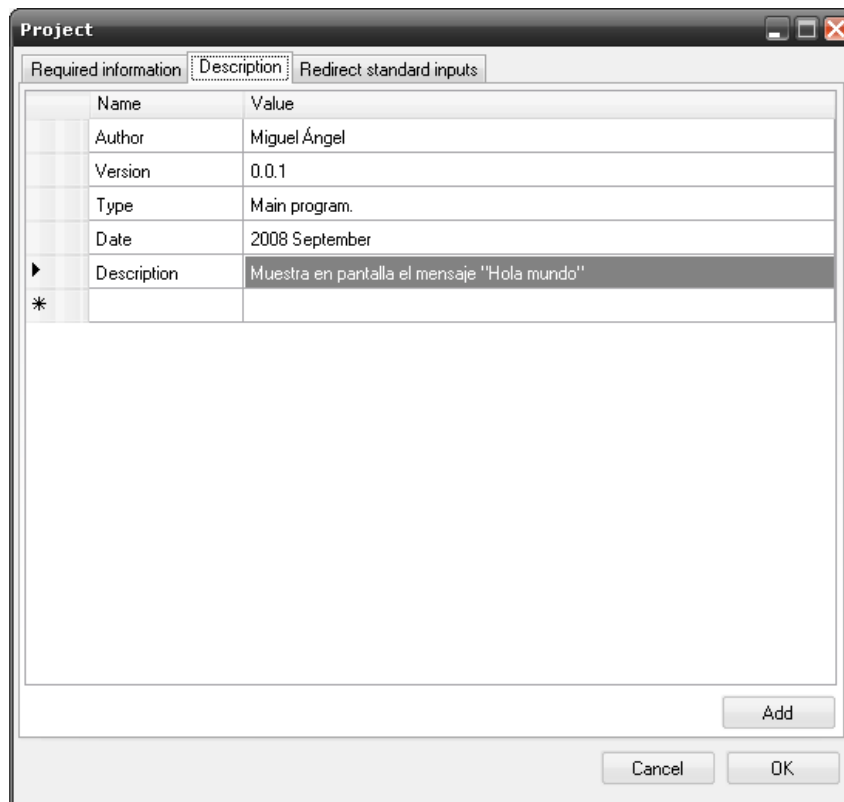 Project
Required information Description Redirect standard inputs
Name Value
Author Miguel Ángel
Version 0.0.1
Type Main program.
Date 2008 September
Description Muestra en pantalla el mensaje "Hola mundo"
Add
Cancel OK